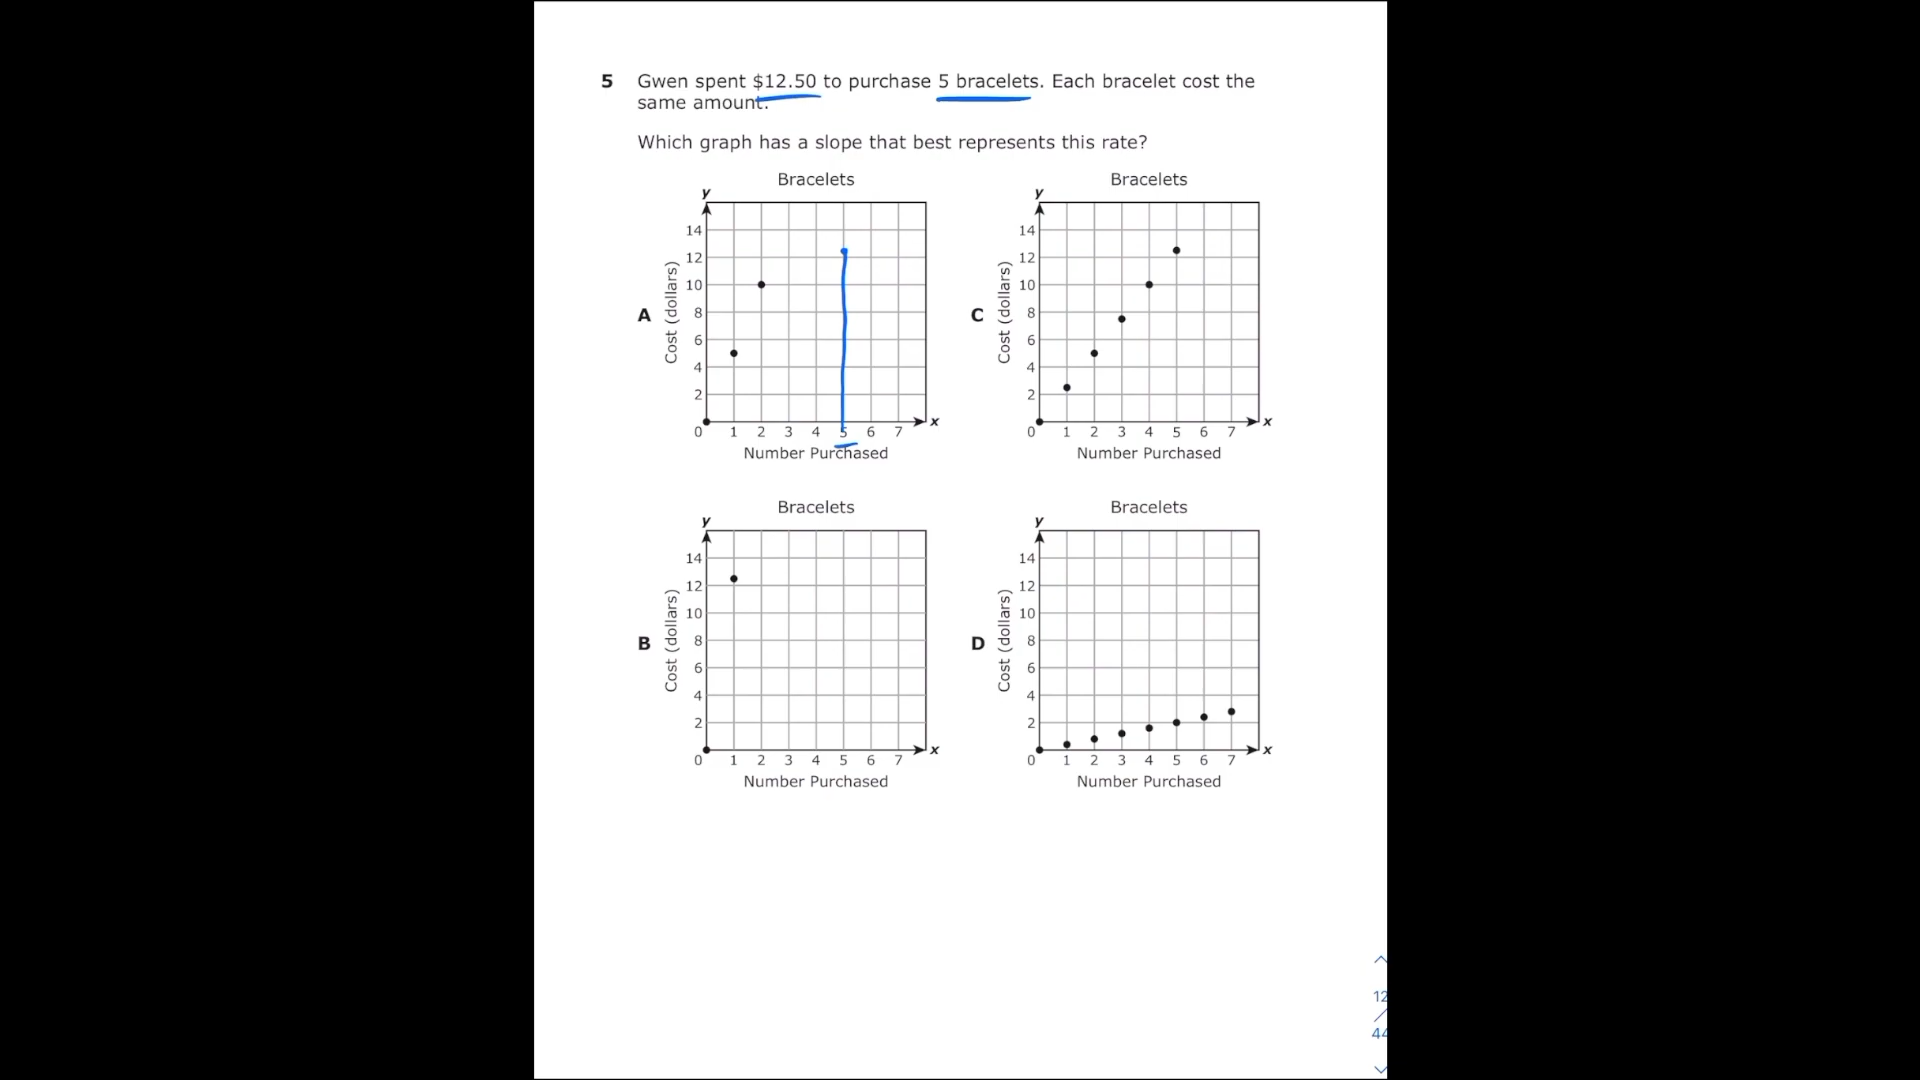 5 Gwen spent $12.50 to purchase 5 bracelets. Each bracelet cost the
same amount.
Which graph has a slope that best represents this rate?
Bracelets
y
14
12
10
8
6
4
2
0 1 2 3 4 5 6 7 x
Cost (dollars)
Number Purchased
A
Bracelets
y
14
12
10
8
6
4
2
0 1 2 3 4 5 6 7 x
Cost (dollars)
Number Purchased
C
Bracelets
y
14
12
10
8
6
4
2
0 1 2 3 4 5 6 7 x
Cost (dollars)
Number Purchased
B
Bracelets
y
14
12
10
8
6
4
2
0 1 2 3 4 5 6 7 x
Cost (dollars)
Number Purchased
D
12
44